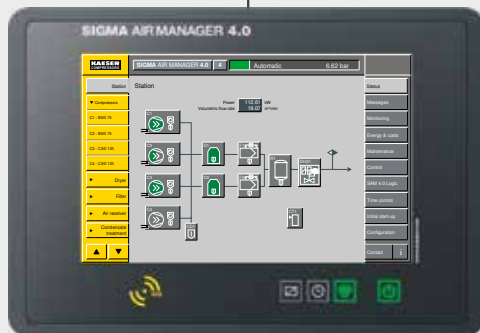 SIGMA AIR MANAGER 4.0
KAESER
COMPRESSORS
SIGMA AIR MANAGER 4.0 4 Automatic 6.62 bar
Station
Station
Status
Compressors
Power 112.61 kW
Volumetric flow rate 19.07 m³/min
Messages
C1 - BSD 75
Monitoring
C2 - BSD 75
Energy & costs
C3 - CSD 125
Maintenance
C4 - CSD 125
Control
Dryer
SAM 4.0 Logic
Filter
Time control
Air receiver
Initial start-up
Condensate
treatment
Configuration
Contact i